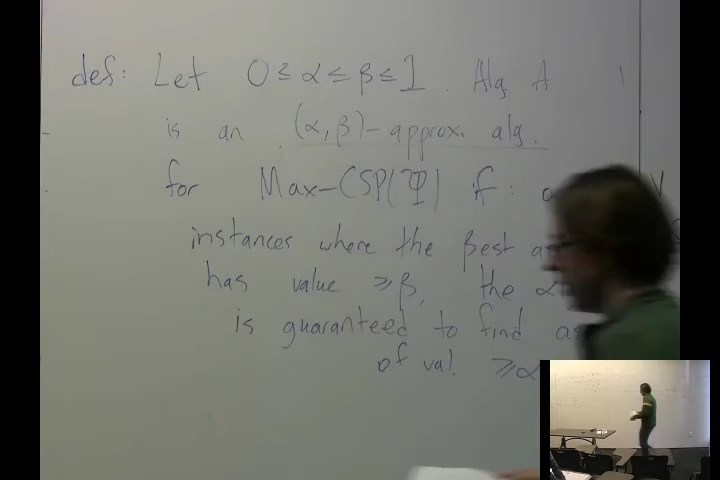 def: Let 0 ≤ α ≤ β ≤ 1. Alg A
is an (α, β)-approx. alg.
for Max-CSP(Ψ) if:
instances where the best
has value ≥ β, the
is guaranteed to find
of val ≥ α